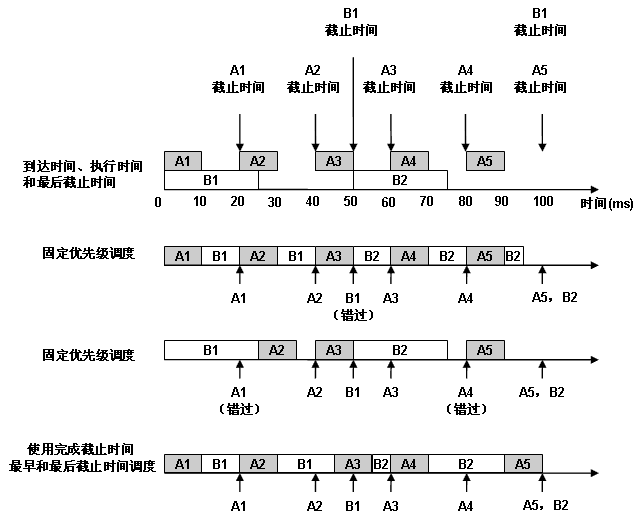 B1 B1
截止时间 截止时间
A1 A2 A3 A4 A5
截止时间 截止时间 截止时间 截止时间 截止时间
到达时间、执行时间 A1 A2 A3 A4 A5
和最后截止时间 B1 B2
0 10 20 30 40 50 60 70 80 90 100 时间(ms)
固定优先级调度 A1 B1 A2 B1 A3 B2 A4 B2 A5 B2
A1 A2 B1 A3 A4 A5，B2
（错过）
固定优先级调度 B1 A2 A3 B2 A5
A1 A2 B1 A3 A4 A5，B2
（错过） （错过）
使用完成截止时间
最早和最后截止时间调度 A1 B1 A2 B1 A3 B2 A4 B2 A5
A1 A2 B1 A3 A4 A5，B2